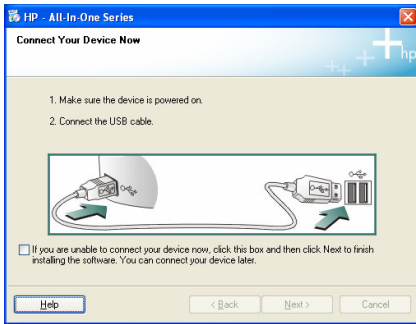 HP - All-In-One Series
Connect Your Device Now
hp
1. Make sure the device is powered on.
2. Connect the USB cable.
If you are unable to connect your device now, click this box and then click Next to finish
installing the software. You can connect your device later.
Help
< Back
Next >
Cancel